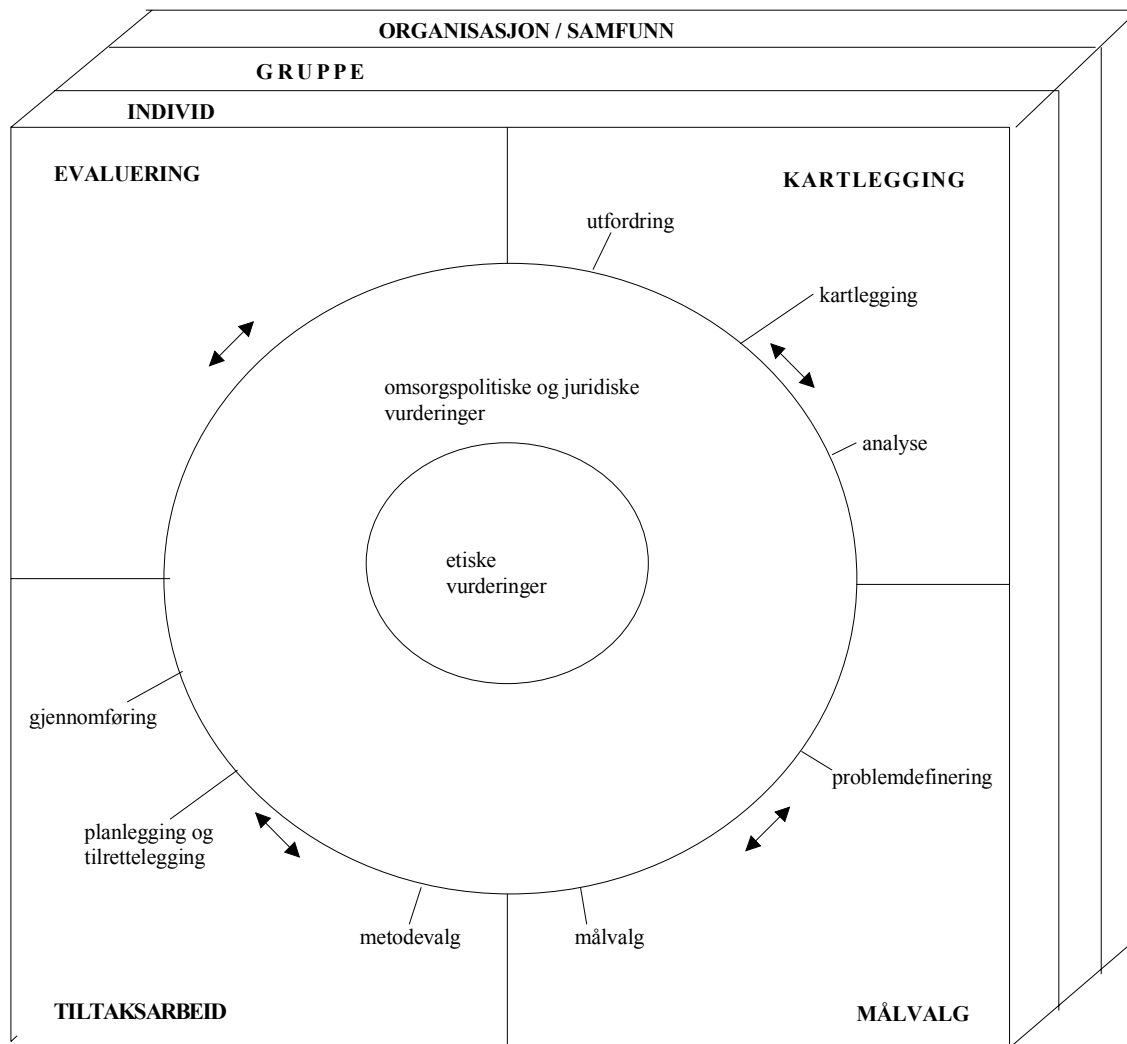 ORGANISASJON / SAMFUNN
GRUPPE
INDIVID
EVALUERING
KARTLEGGING
utfordring
kartlegging
omsorgspolitiske og juridiske
vurderinger
analyse
etiske
vurderinger
gjennomføring
problemdefinering
planlegging og
tilrettelegging
metodevalg
målvalg
TILTAKSARBEID
MÅLVALG